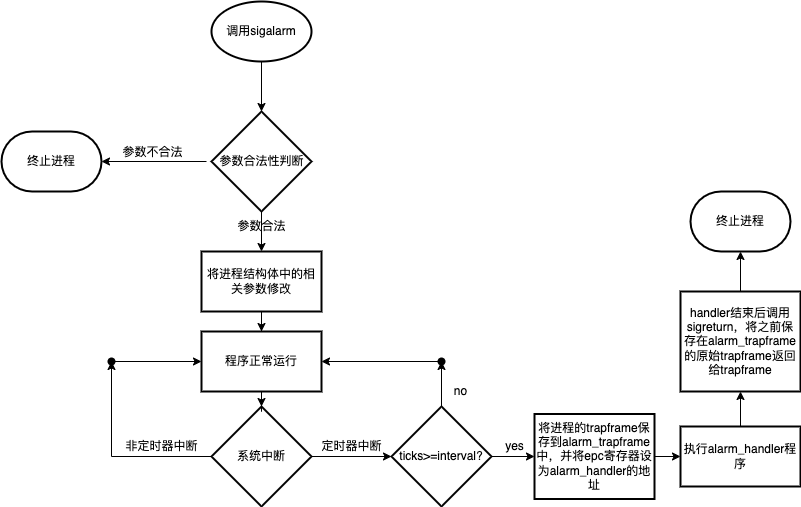 调用sigalarm
参数合法性判断
参数不合法
终止进程
参数合法
将进程结构体中的相
关参数修改
程序正常运行
系统中断
非定时器中断
定时器中断
ticks>=interval?
no
yes
将进程的trapframe保
存到alarm_trapframe
中，并将epc寄存器设
为alarm_handler的地
址
执行alarm_handler程
序
handler结束后调用
sigreturn，将之前保
存在alarm_trapframe
的原始trapframe返回
给trapframe
终止进程